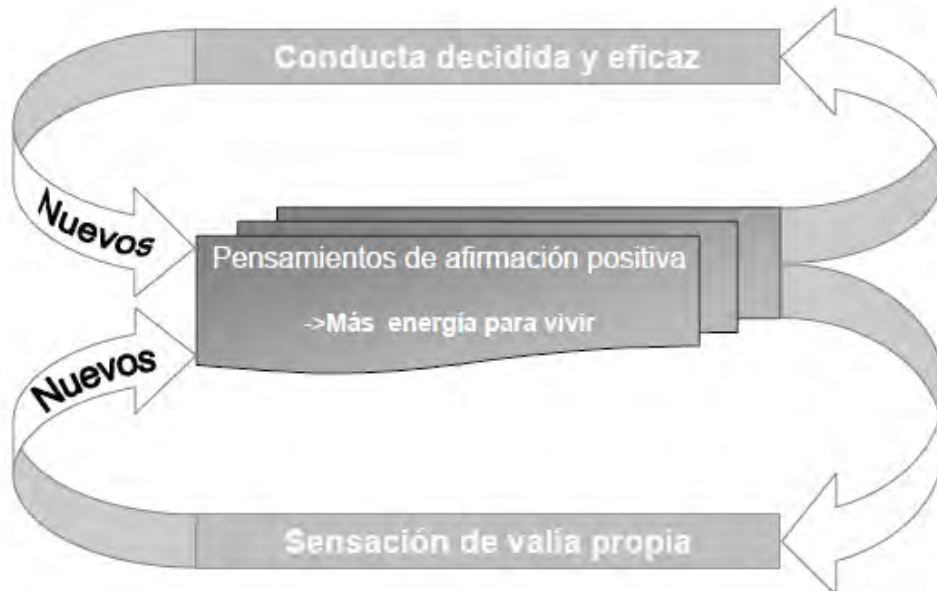 Conducta decidida y eficaz
Nuevos
Pensamientos de afirmación positiva
->Más energía para vivir
Nuevos
Sensación de valía propia